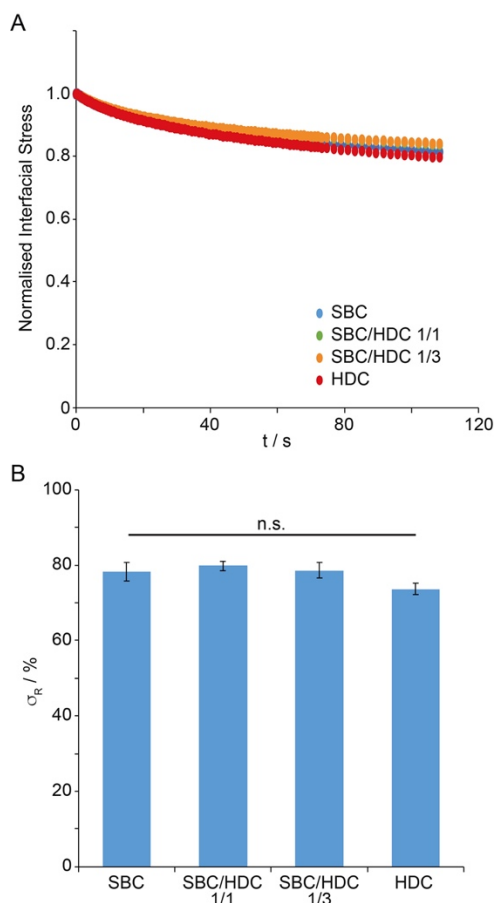 A
Normalised Interfacial Stress
1.0
0.8
0.6
0.4
0.2
0
SBC
SBC/HDC 1/1
SBC/HDC 1/3
HDC
0
40
80
120
t / s
B
σR / %
100
80
60
40
20
0
n.s.
SBC
SBC/HDC
1/1
SBC/HDC
1/3
HDC